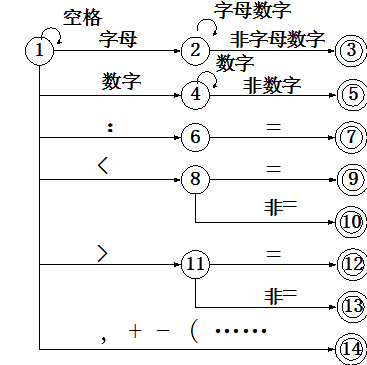 空格
字母数字
1 字母 2 非字母数字 3
数字
数字 4 非数字 5
: 6 = 7
< 8 = 9
非= 10
> 11 = 12
非= 13
, + - ( …… 14